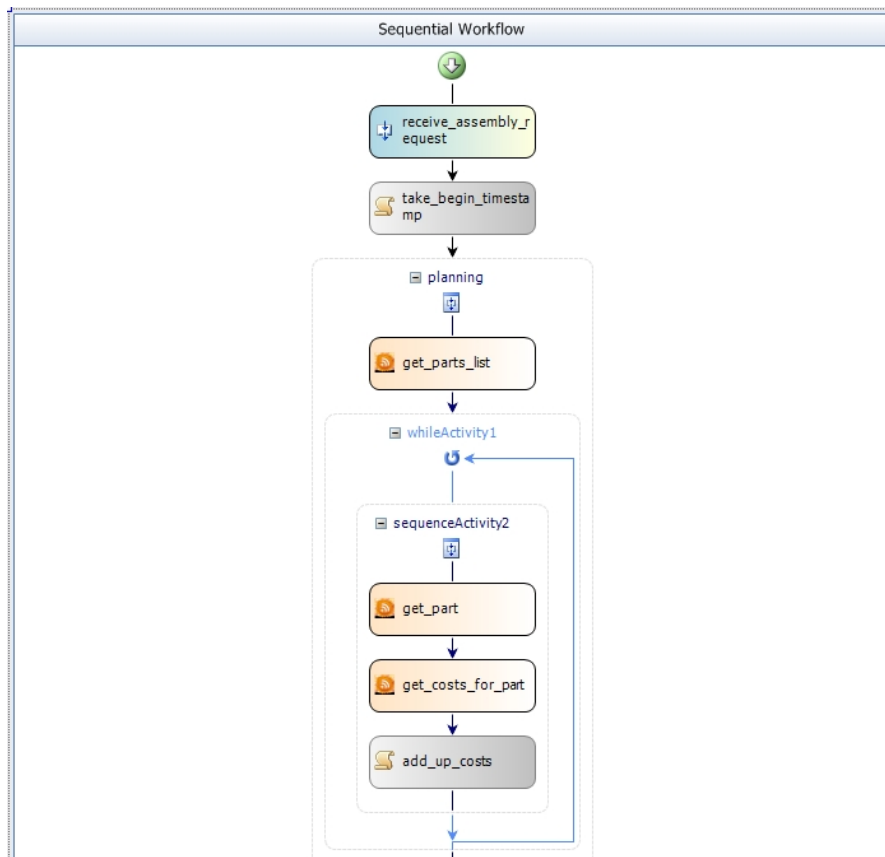 Sequential Workflow
receive_assembly_r
equest
take_begin_timesta
mp
planning
get_parts_list
whileActivity1
sequenceActivity2
get_part
get_costs_for_part
add_up_costs